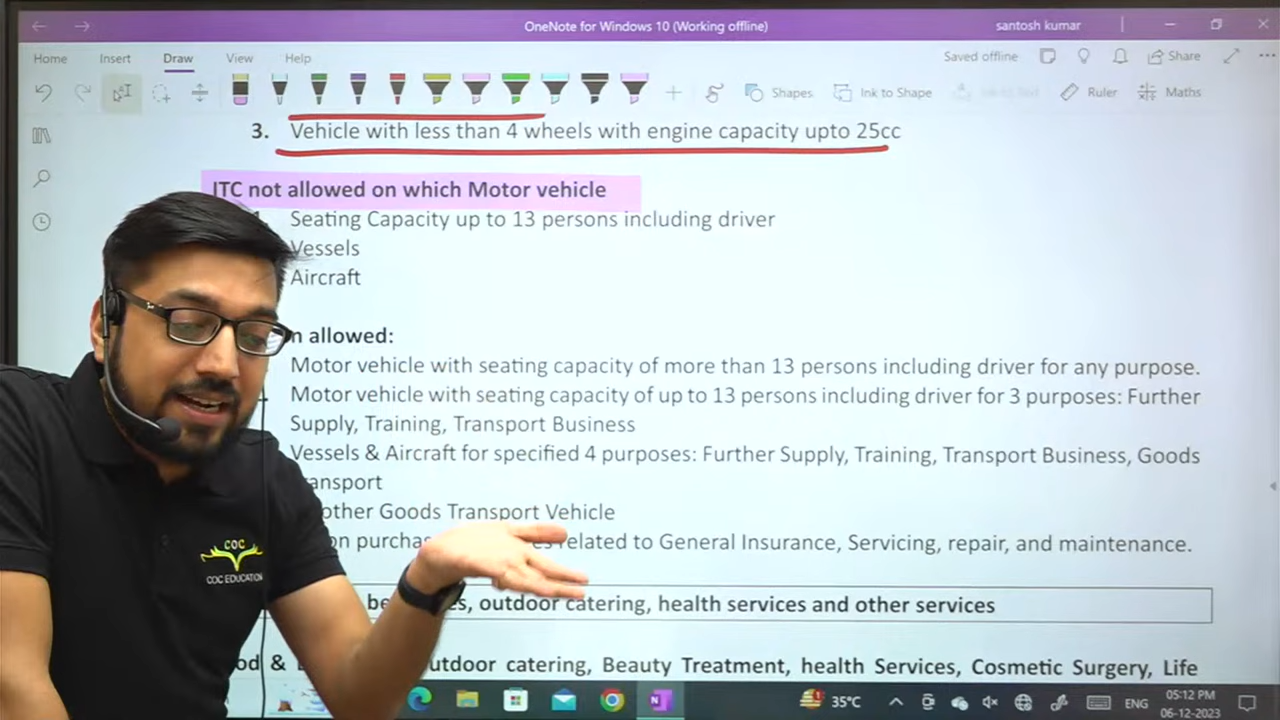 OneNote for Windows 10 (Working offline)
santosh kumar
Home Insert Draw View Help
Saved offline
Share
Shapes
Ink to Shape
Ruler
Maths
3. Vehicle with less than 4 wheels with engine capacity upto 25cc
ITC not allowed on which Motor vehicle
Seating Capacity up to 13 persons including driver
Vessels
Aircraft
allowed:
Motor vehicle with seating capacity of more than 13 persons including driver for any purpose.
Motor vehicle with seating capacity of up to 13 persons including driver for 3 purposes: Further
Supply, Training, Transport Business
Vessels & Aircraft for specified 4 purposes: Further Supply, Training, Transport Business, Goods
other Goods Transport Vehicle
related to General Insurance, Servicing, repair, and maintenance.
outdoor catering, health services and other services
& catering, Beauty Treatment, health Services, Cosmetic Surgery, Life
COC
COC EDUCATION
35°C
ENG
05:12 PM
06-12-2023